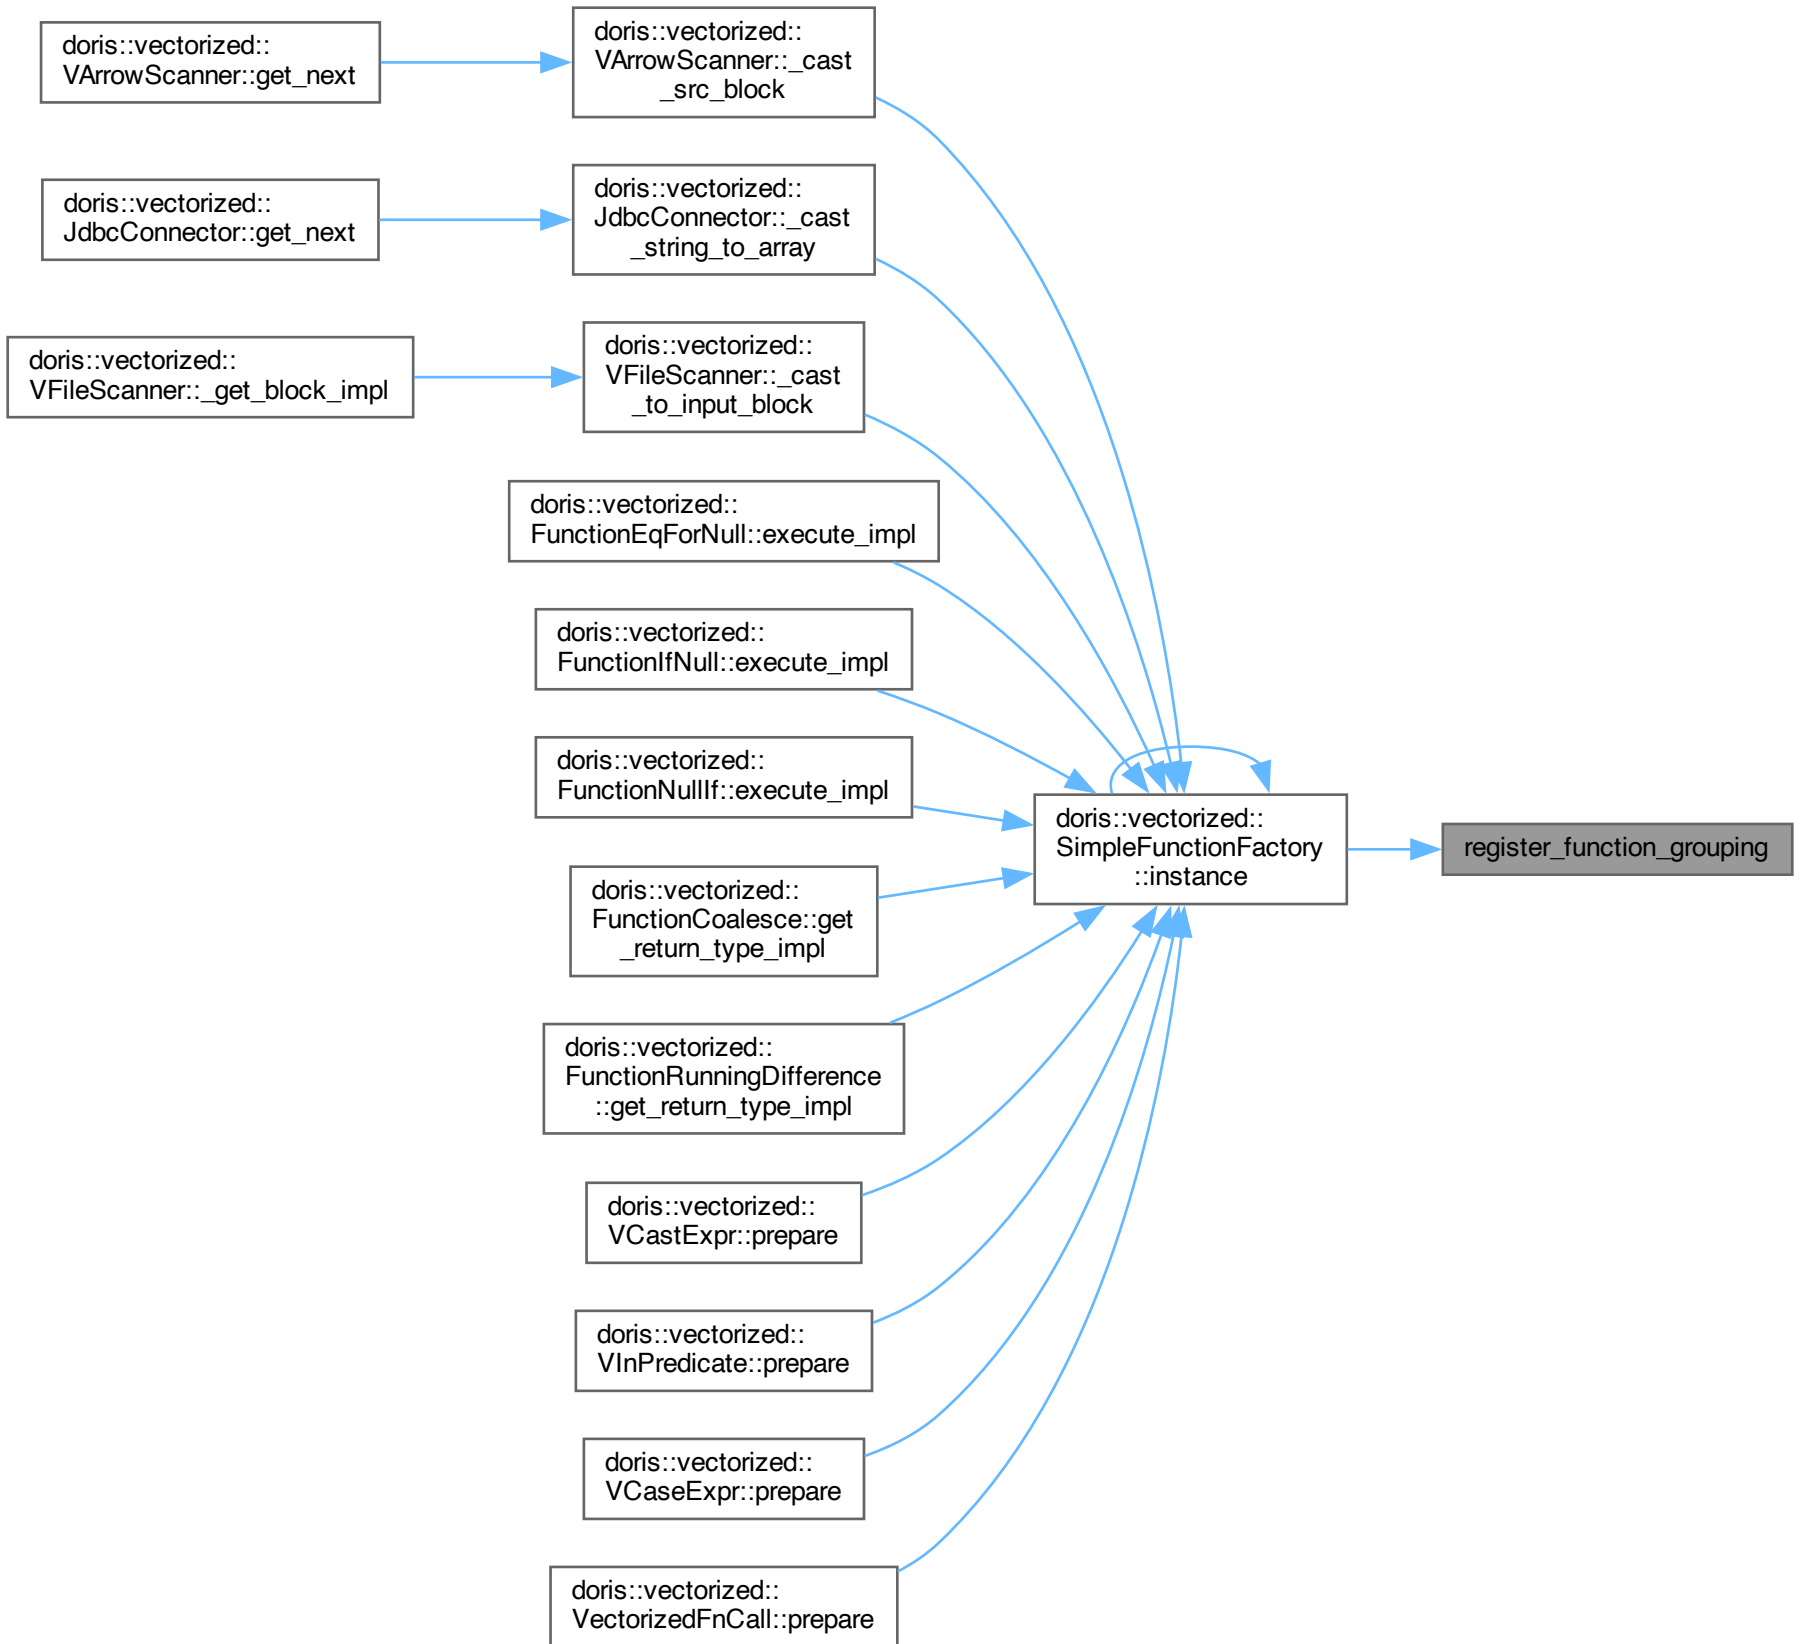 doris::vectorized::
VArrowScanner::get_next
doris::vectorized::
VArrowScanner::_cast
_src_block
doris::vectorized::
JdbcConnector::get_next
doris::vectorized::
JdbcConnector::_cast
_string_to_array
doris::vectorized::
VFileScanner::_get_block_impl
doris::vectorized::
VFileScanner::_cast
_to_input_block
doris::vectorized::
FunctionEqForNull::execute_impl
doris::vectorized::
FunctionIfNull::execute_impl
doris::vectorized::
FunctionNullIf::execute_impl
doris::vectorized::
SimpleFunctionFactory
::instance
register_function_grouping
doris::vectorized::
FunctionCoalesce::get
_return_type_impl
doris::vectorized::
FunctionRunningDifference
::get_return_type_impl
doris::vectorized::
VCastExpr::prepare
doris::vectorized::
VInPredicate::prepare
doris::vectorized::
VCaseExpr::prepare
doris::vectorized::
VectorizedFnCall::prepare